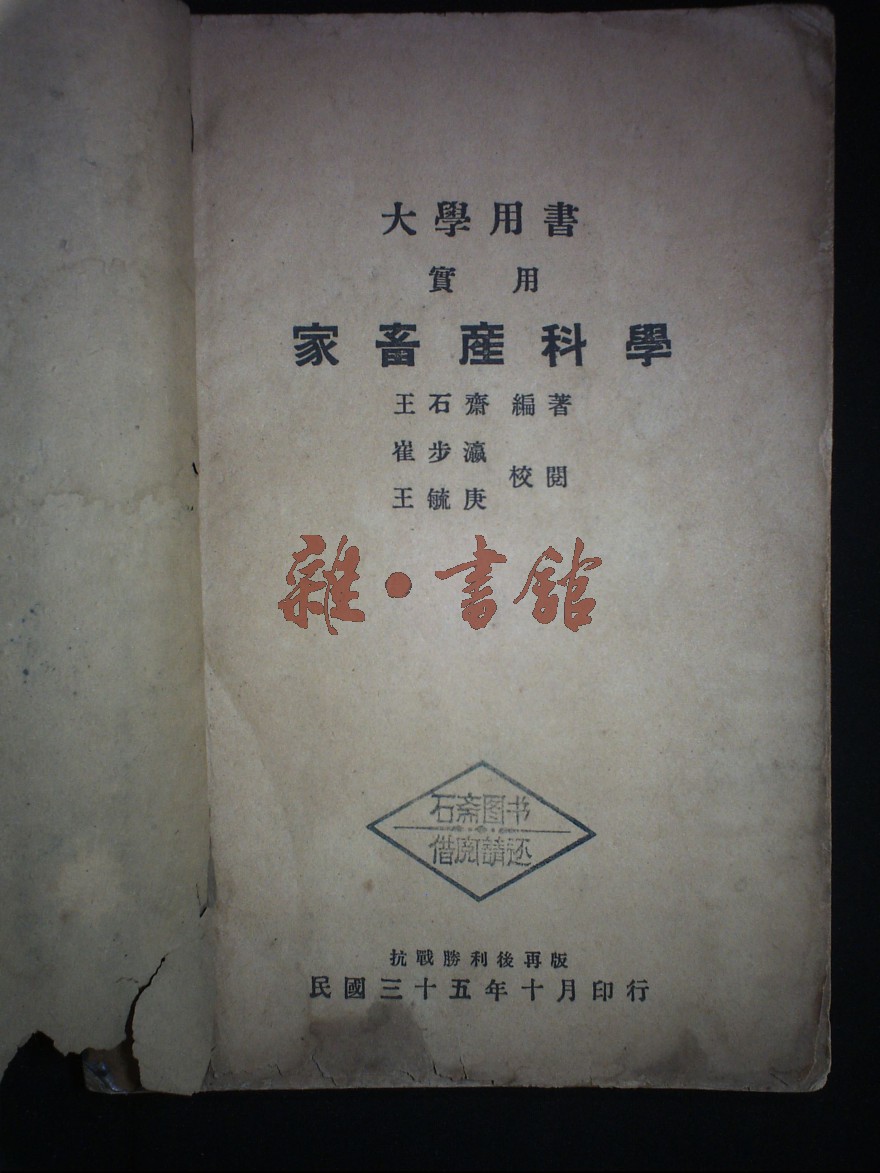 大學用書
實用
家畜產科學
王石齋 編著
崔步瀛
王毓庚
校閱
雜·書館
石斋图书
借阅請还
抗戰勝利後再版
民國三十五年十月印行